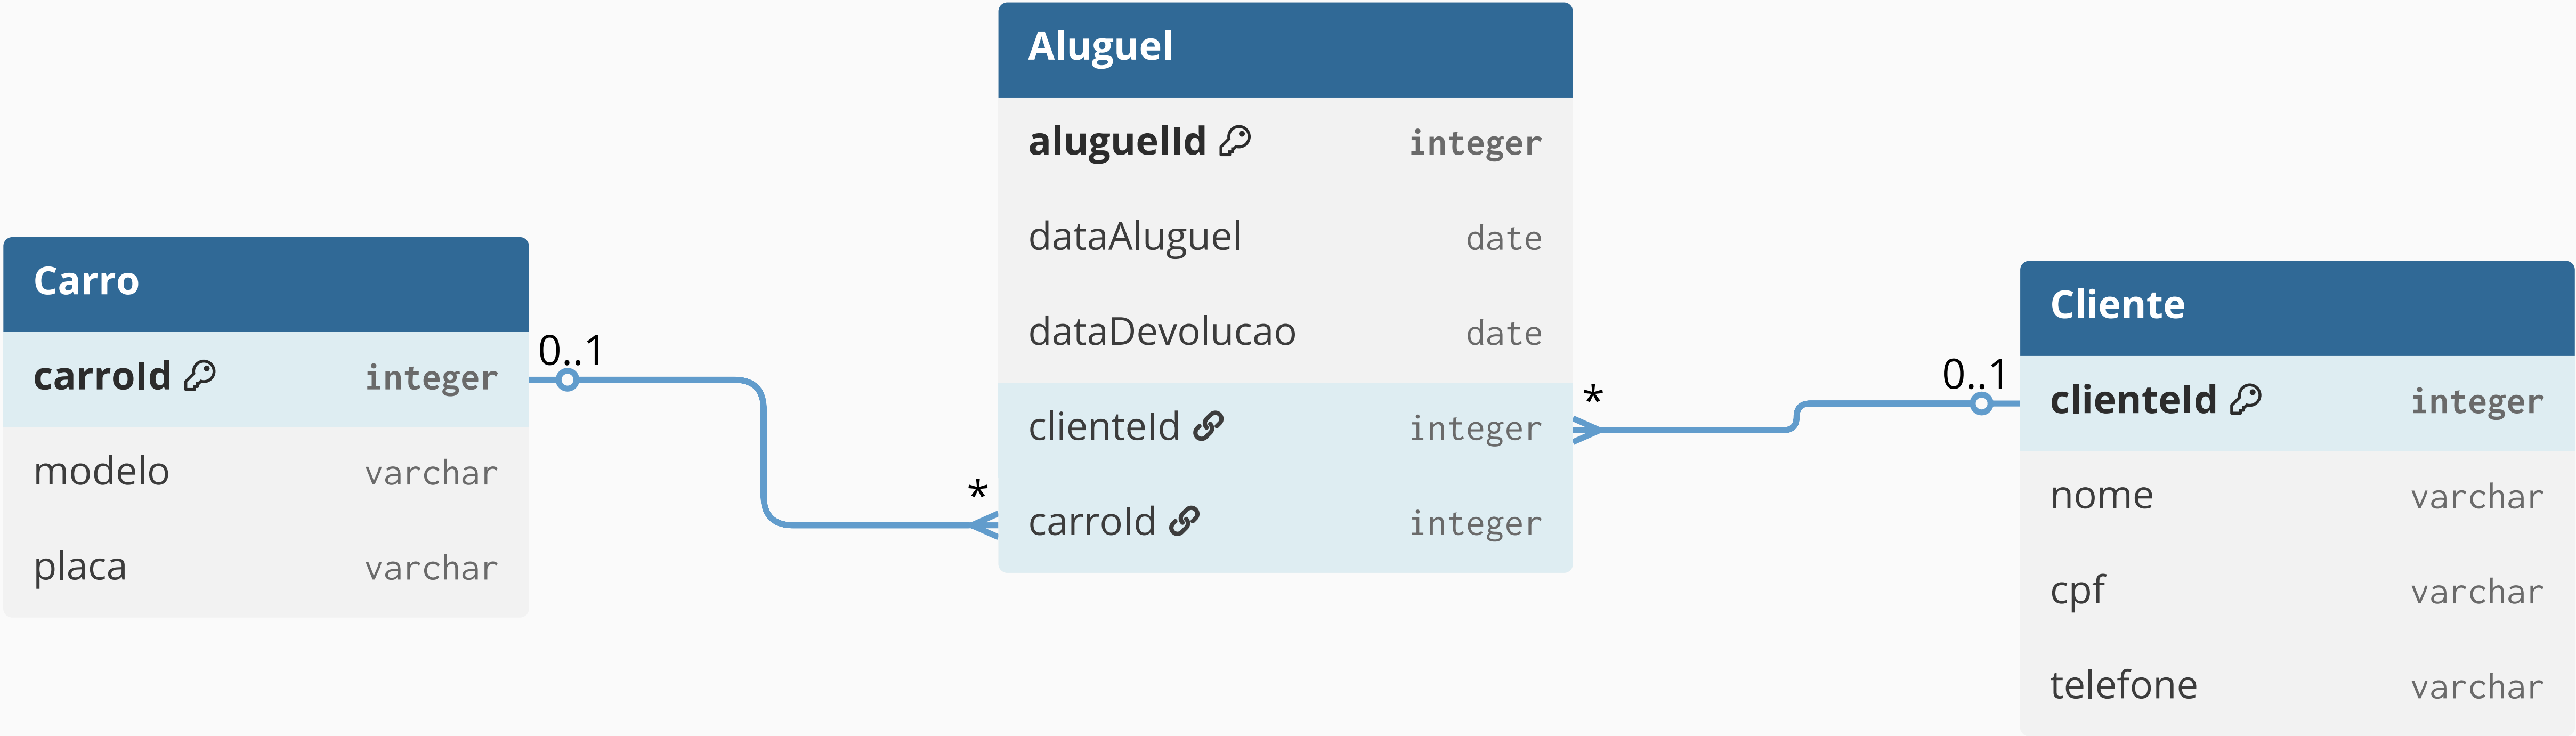 Carro
carroId integer
modelo varchar
placa varchar
0..1
*
Aluguel
aluguelId integer
dataAluguel date
dataDevolucao date
clienteId integer
carroId integer
*
0..1
Cliente
clienteId integer
nome varchar
cpf varchar
telefone varchar